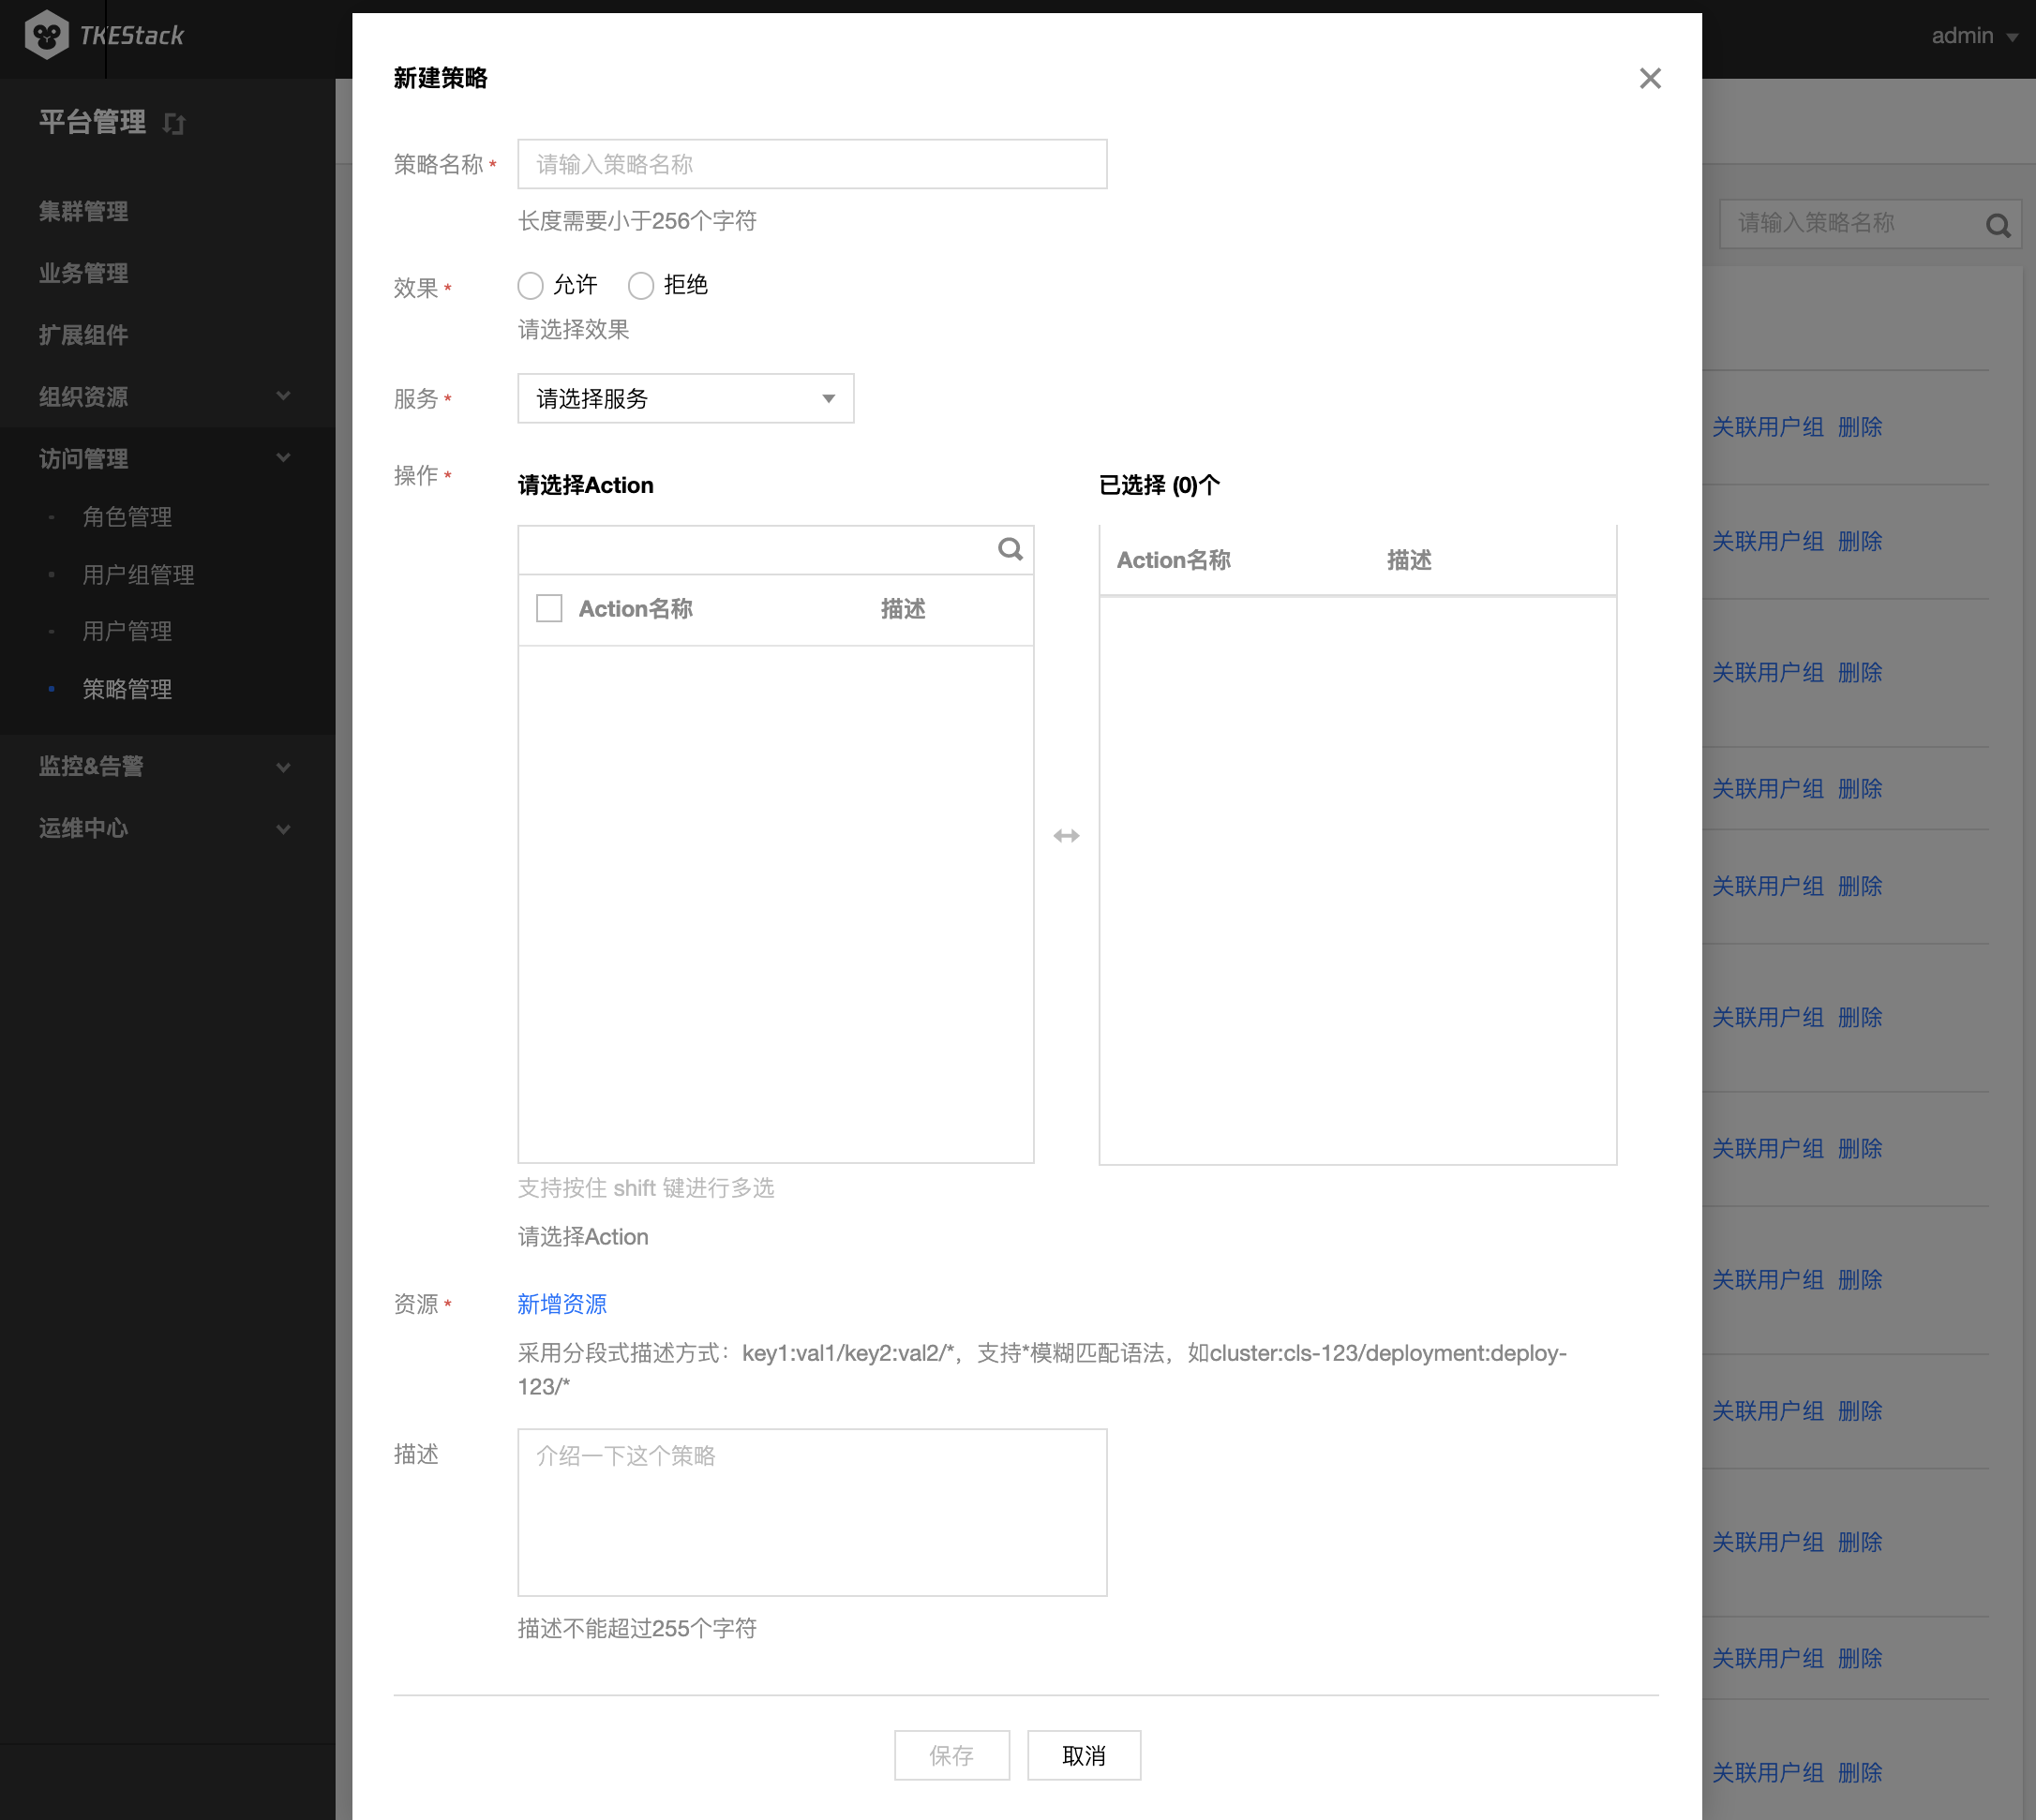 TKEStack
admin
平台管理
集群管理
业务管理
扩展组件
组织资源
访问管理
角色管理
用户组管理
用户管理
策略管理
监控&告警
运维中心
新建策略
策略名称*
请输入策略名称
长度需要小于256个字符
效果*
允许
拒绝
请选择效果
服务*
请选择服务
操作*
请选择Action
已选择 (0)个
Action名称 描述
Action名称 描述
支持按住 shift 键进行多选
请选择Action
资源*
新增资源
采用分段式描述方式：key1:val1/key2:val2/*，支持*模糊匹配语法，如cluster:cls-123/deployment:deploy-
123/*
描述
介绍一下这个策略
描述不能超过255个字符
保存
取消
请输入策略名称
关联用户组 删除
关联用户组 删除
关联用户组 删除
关联用户组 删除
关联用户组 删除
关联用户组 删除
关联用户组 删除
关联用户组 删除
关联用户组 删除
关联用户组 删除
关联用户组 删除
关联用户组 删除